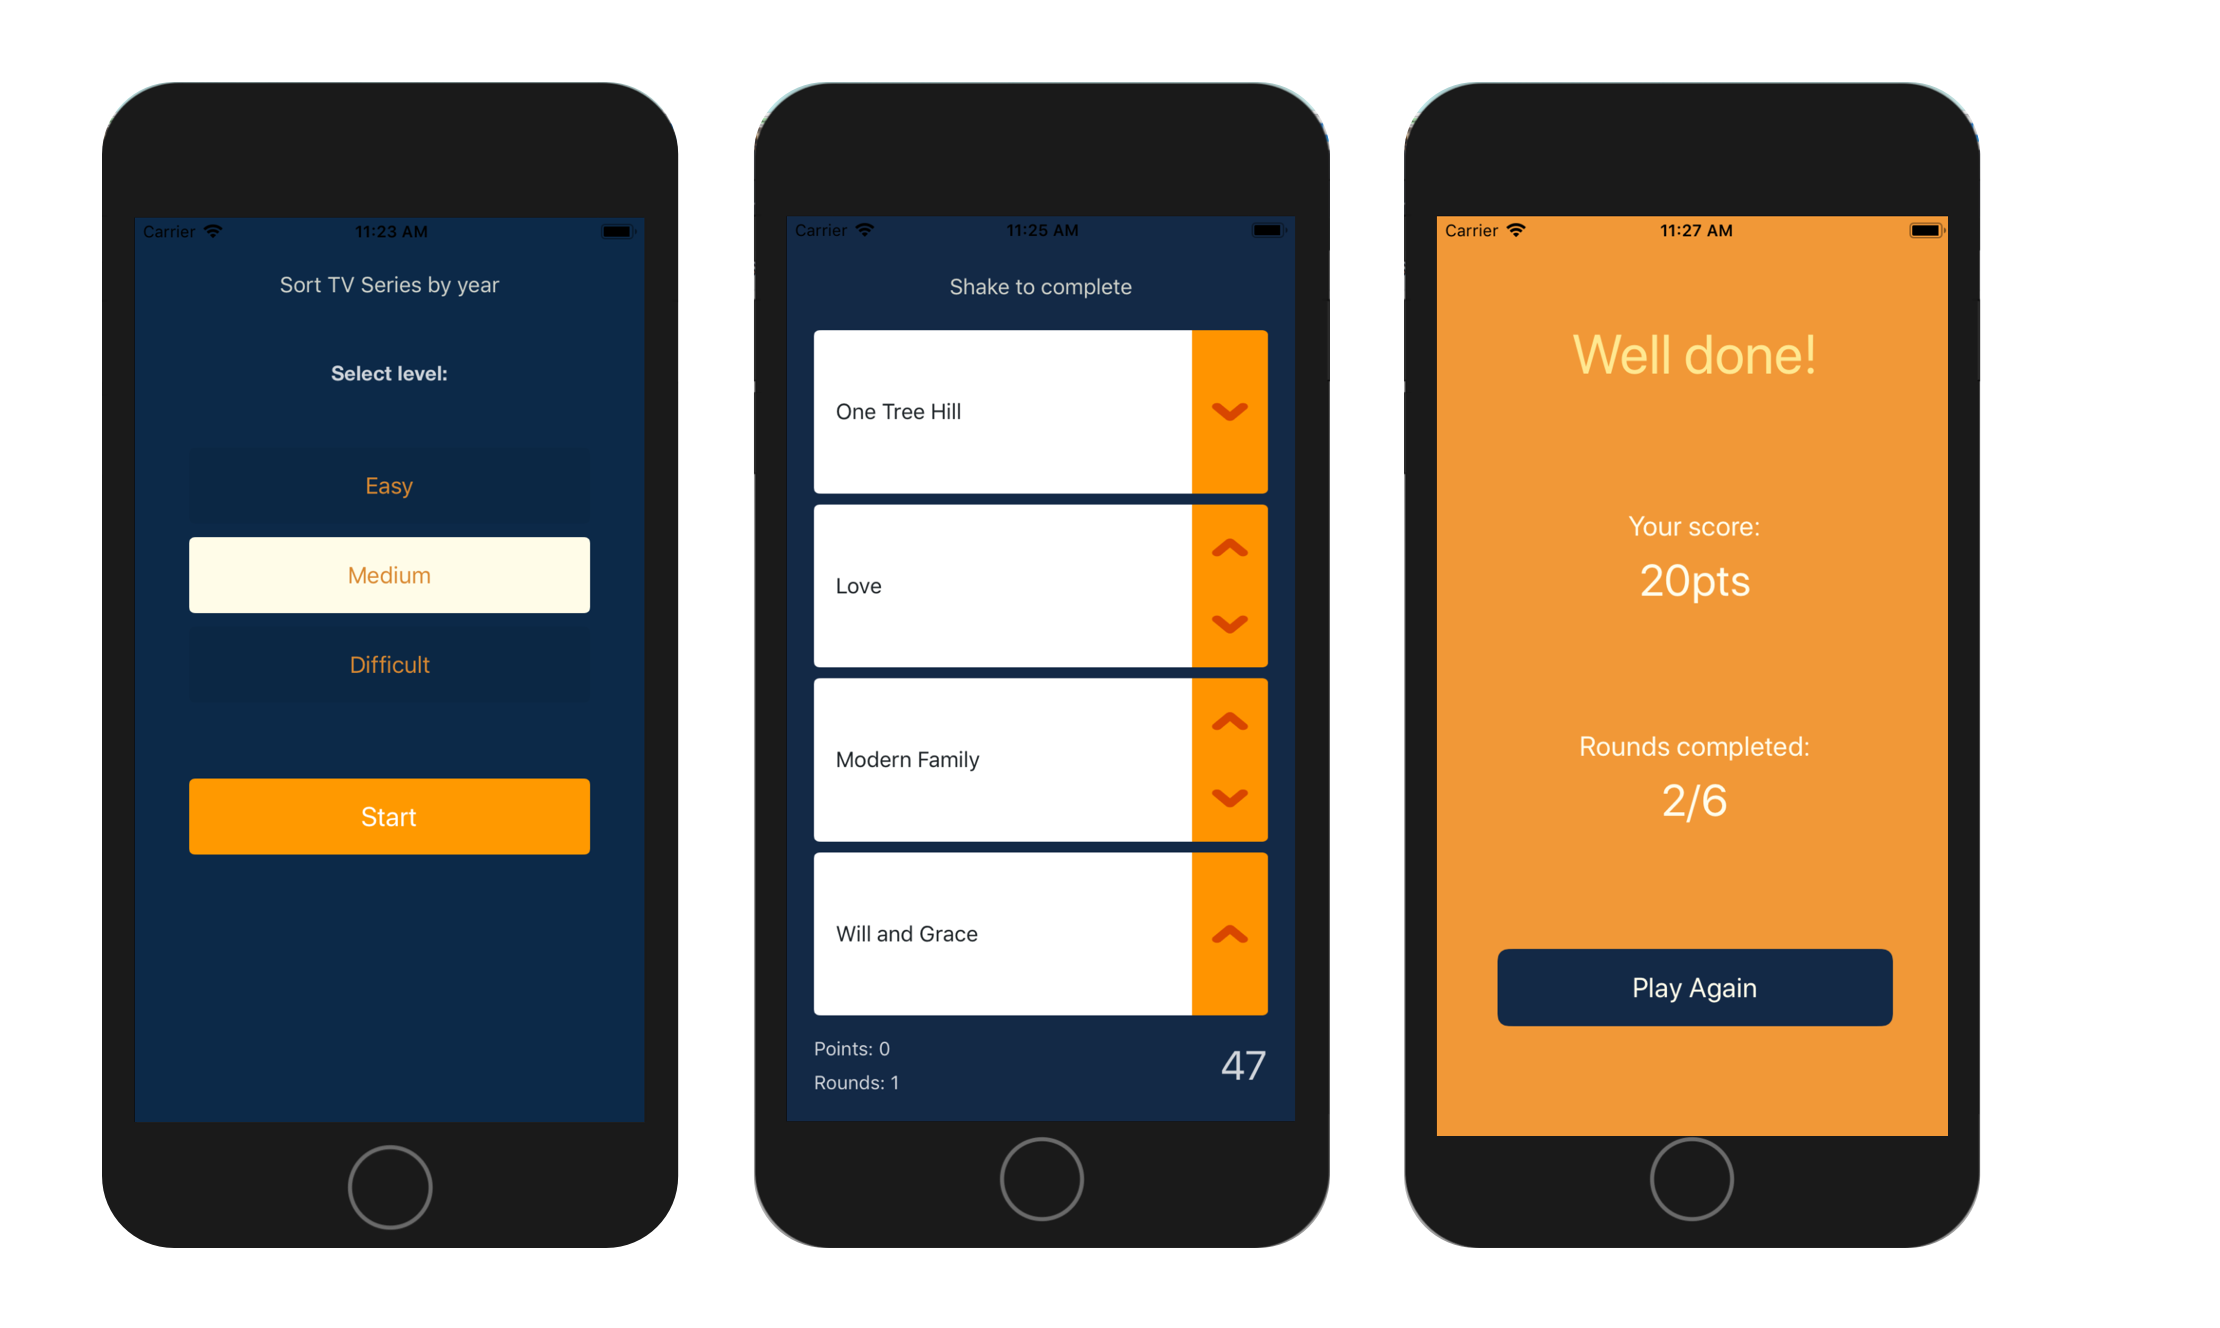 Carrier
11:23 AM
Sort TV Series by year
Select level:
Easy
Medium
Difficult
Start
Carrier
11:25 AM
Shake to complete
One Tree Hill
Love
Modern Family
Will and Grace
Points: 0
Rounds: 1
47
Carrier
11:27 AM
Well done!
Your score:
20pts
Rounds completed:
2/6
Play Again